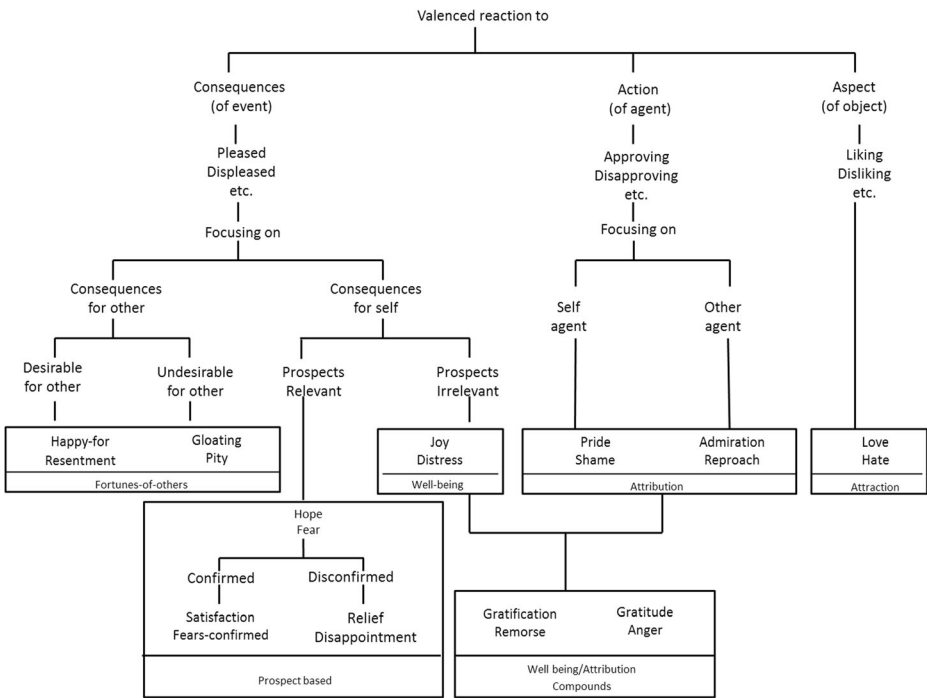 Valenced reaction to
Consequences
(of event)
Action
(of agent)
Aspect
(of object)
Pleased
Displeased
etc.
Approving
Disapproving
etc.
Liking
Disliking
etc.
Focusing on
Focusing on
Consequences
for other
Consequences
for self
Self
agent
Other
agent
Desirable
for other
Undesirable
for other
Prospects
Relevant
Prospects
Irrelevant
Happy-for
Resentment
Gloating
Pity
Fortunes-of-others
Joy
Distress
Well-being
Pride
Shame
Admiration
Reproach
Attribution
Love
Hate
Attraction
Hope
Fear
Confirmed
Disconfirmed
Satisfaction
Fears-confirmed
Relief
Disappointment
Prospect based
Gratification
Remorse
Gratitude
Anger
Well being/Attribution
Compounds